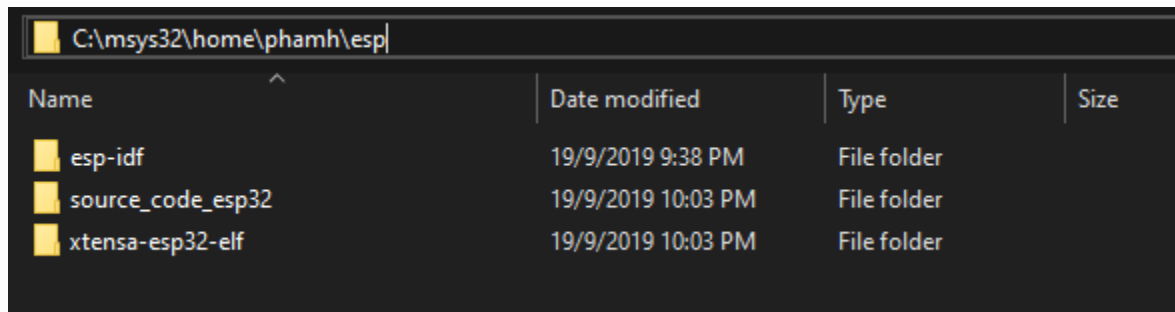 C:\msys32\home\phamh\esp
Name Date modified Type Size
esp-idf 19/9/2019 9:38 PM File folder
source_code_esp32 19/9/2019 10:03 PM File folder
xtensa-esp32-elf 19/9/2019 10:03 PM File folder